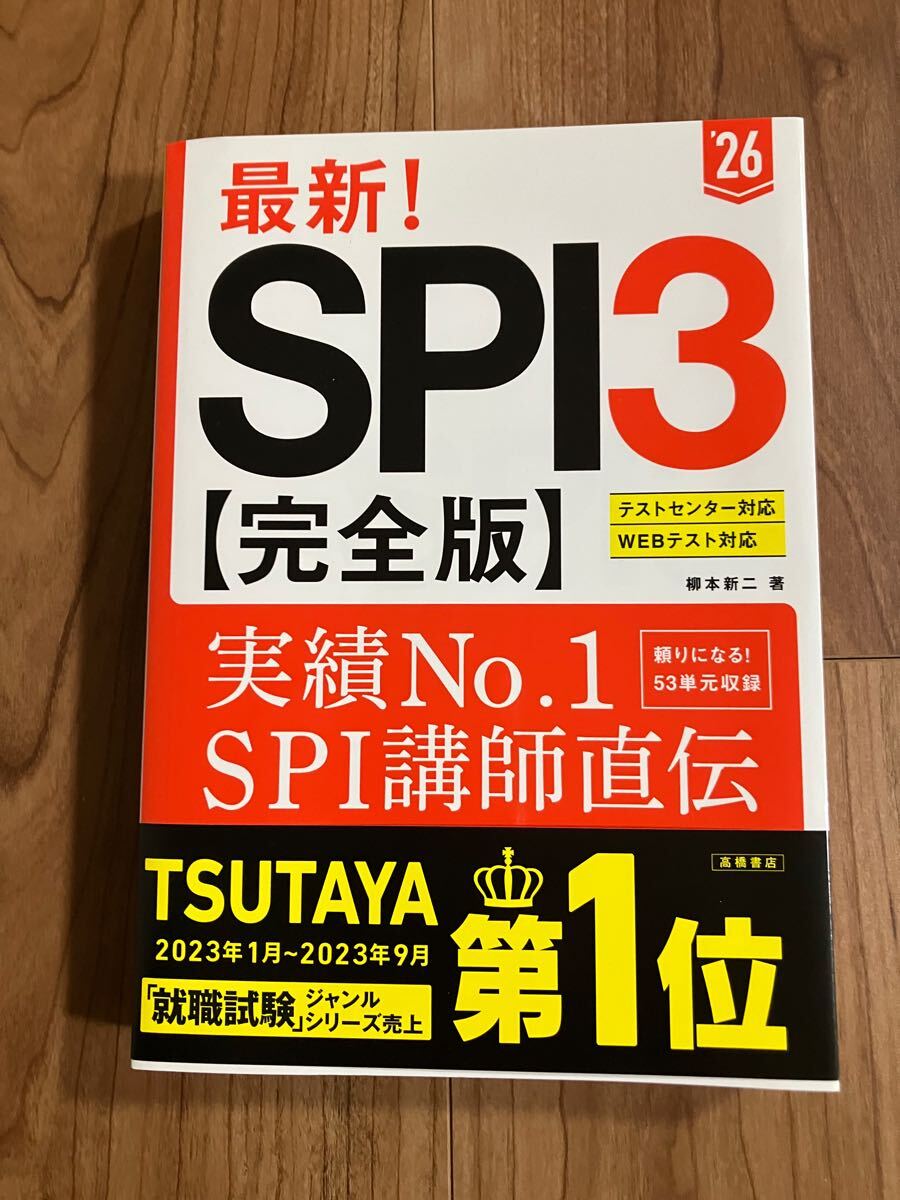 '26
最新!
SPI3
【完全版】
テストセンター対応
WEBテスト対応
柳本新二 著
実績No.1
頼りになる!
53単元収録
SPI講師直伝
高橋書店
TSUTAYA
2023年1月~2023年9月
「就職試験」ジャンル
シリーズ売上
第1位